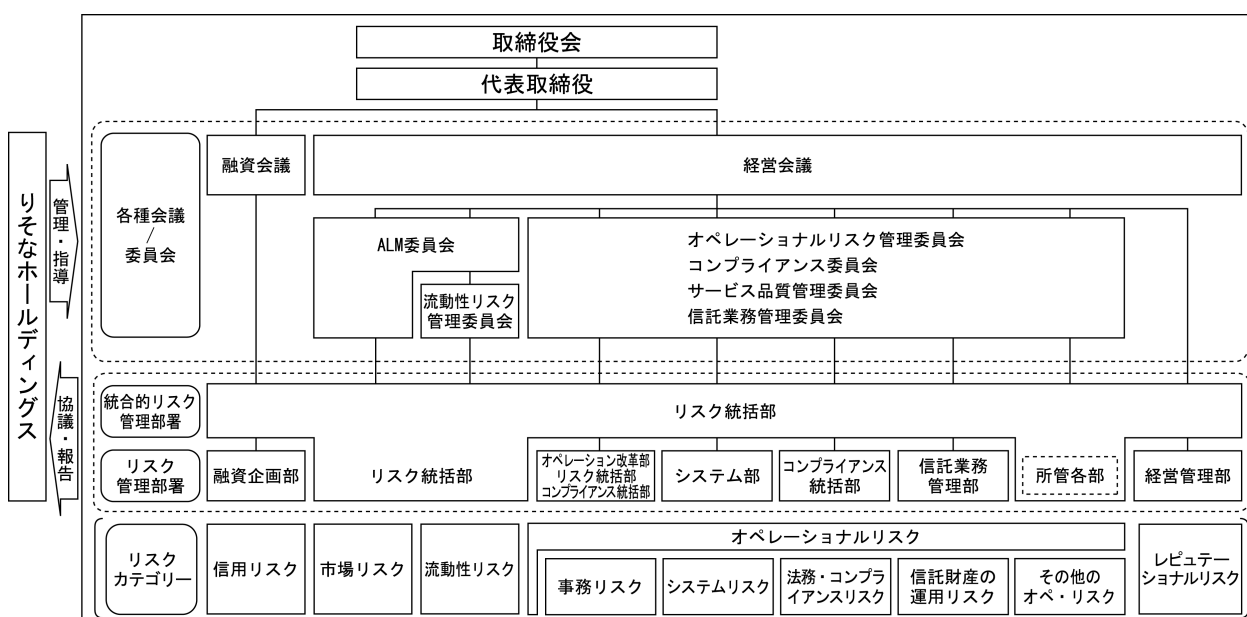 取締役会
代表取締役
りそなホールディングス
管理・指導
協議・報告
各種会議
/
委員会
融資会議
経営会議
ALM委員会
流動性リスク
管理委員会
オペレーショナルリスク管理委員会
コンプライアンス委員会
サービス品質管理委員会
信託業務管理委員会
統合的リスク
管理部署
リスク統括部
リスク
管理部署
融資企画部
リスク統括部
オペレーション改革部
リスク統括部
コンプライアンス統括部
システム部
コンプライアンス
統括部
信託業務
管理部
所管各部
経営管理部
リスク
カテゴリー
信用リスク
市場リスク
流動性リスク
オペレーショナルリスク
事務リスク
システムリスク
法務・コンプラ
イアンスリスク
信託財産の
運用リスク
その他の
オペ・リスク
レピュテー
ショナルリスク